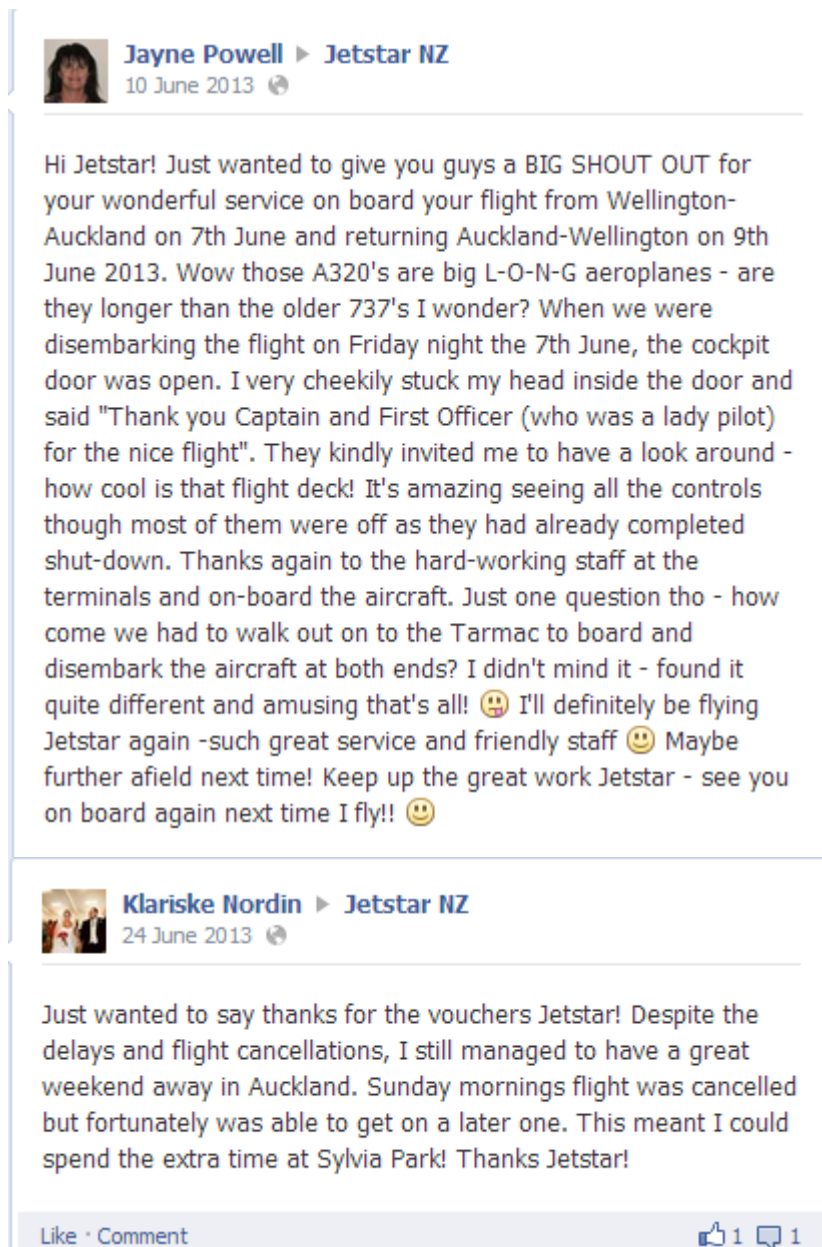 Jayne Powell ▶ Jetstar NZ
10 June 2013
Hi Jetstar! Just wanted to give you guys a BIG SHOUT OUT for
your wonderful service on board your flight from Wellington-
Auckland on 7th June and returning Auckland-Wellington on 9th
June 2013. Wow those A320's are big L-O-N-G aeroplanes - are
they longer than the older 737's I wonder? When we were
disembarking the flight on Friday night the 7th June, the cockpit
door was open. I very cheekily stuck my head inside the door and
said "Thank you Captain and First Officer (who was a lady pilot)
for the nice flight". They kindly invited me to have a look around -
how cool is that flight deck! It's amazing seeing all the controls
though most of them were off as they had already completed
shut-down. Thanks again to the hard-working staff at the
terminals and on-board the aircraft. Just one question tho - how
come we had to walk out on to the Tarmac to board and
disembark the aircraft at both ends? I didn't mind it - found it
quite different and amusing that's all! 😜 I'll definitely be flying
Jetstar again -such great service and friendly staff 🙂 Maybe
further afield next time! Keep up the great work Jetstar - see you
on board again next time I fly!! 🙂
Klariske Nordin ▶ Jetstar NZ
24 June 2013
Just wanted to say thanks for the vouchers Jetstar! Despite the
delays and flight cancellations, I still managed to have a great
weekend away in Auckland. Sunday mornings flight was cancelled
but fortunately was able to get on a later one. This meant I could
spend the extra time at Sylvia Park! Thanks Jetstar!
Like · Comment 1 1